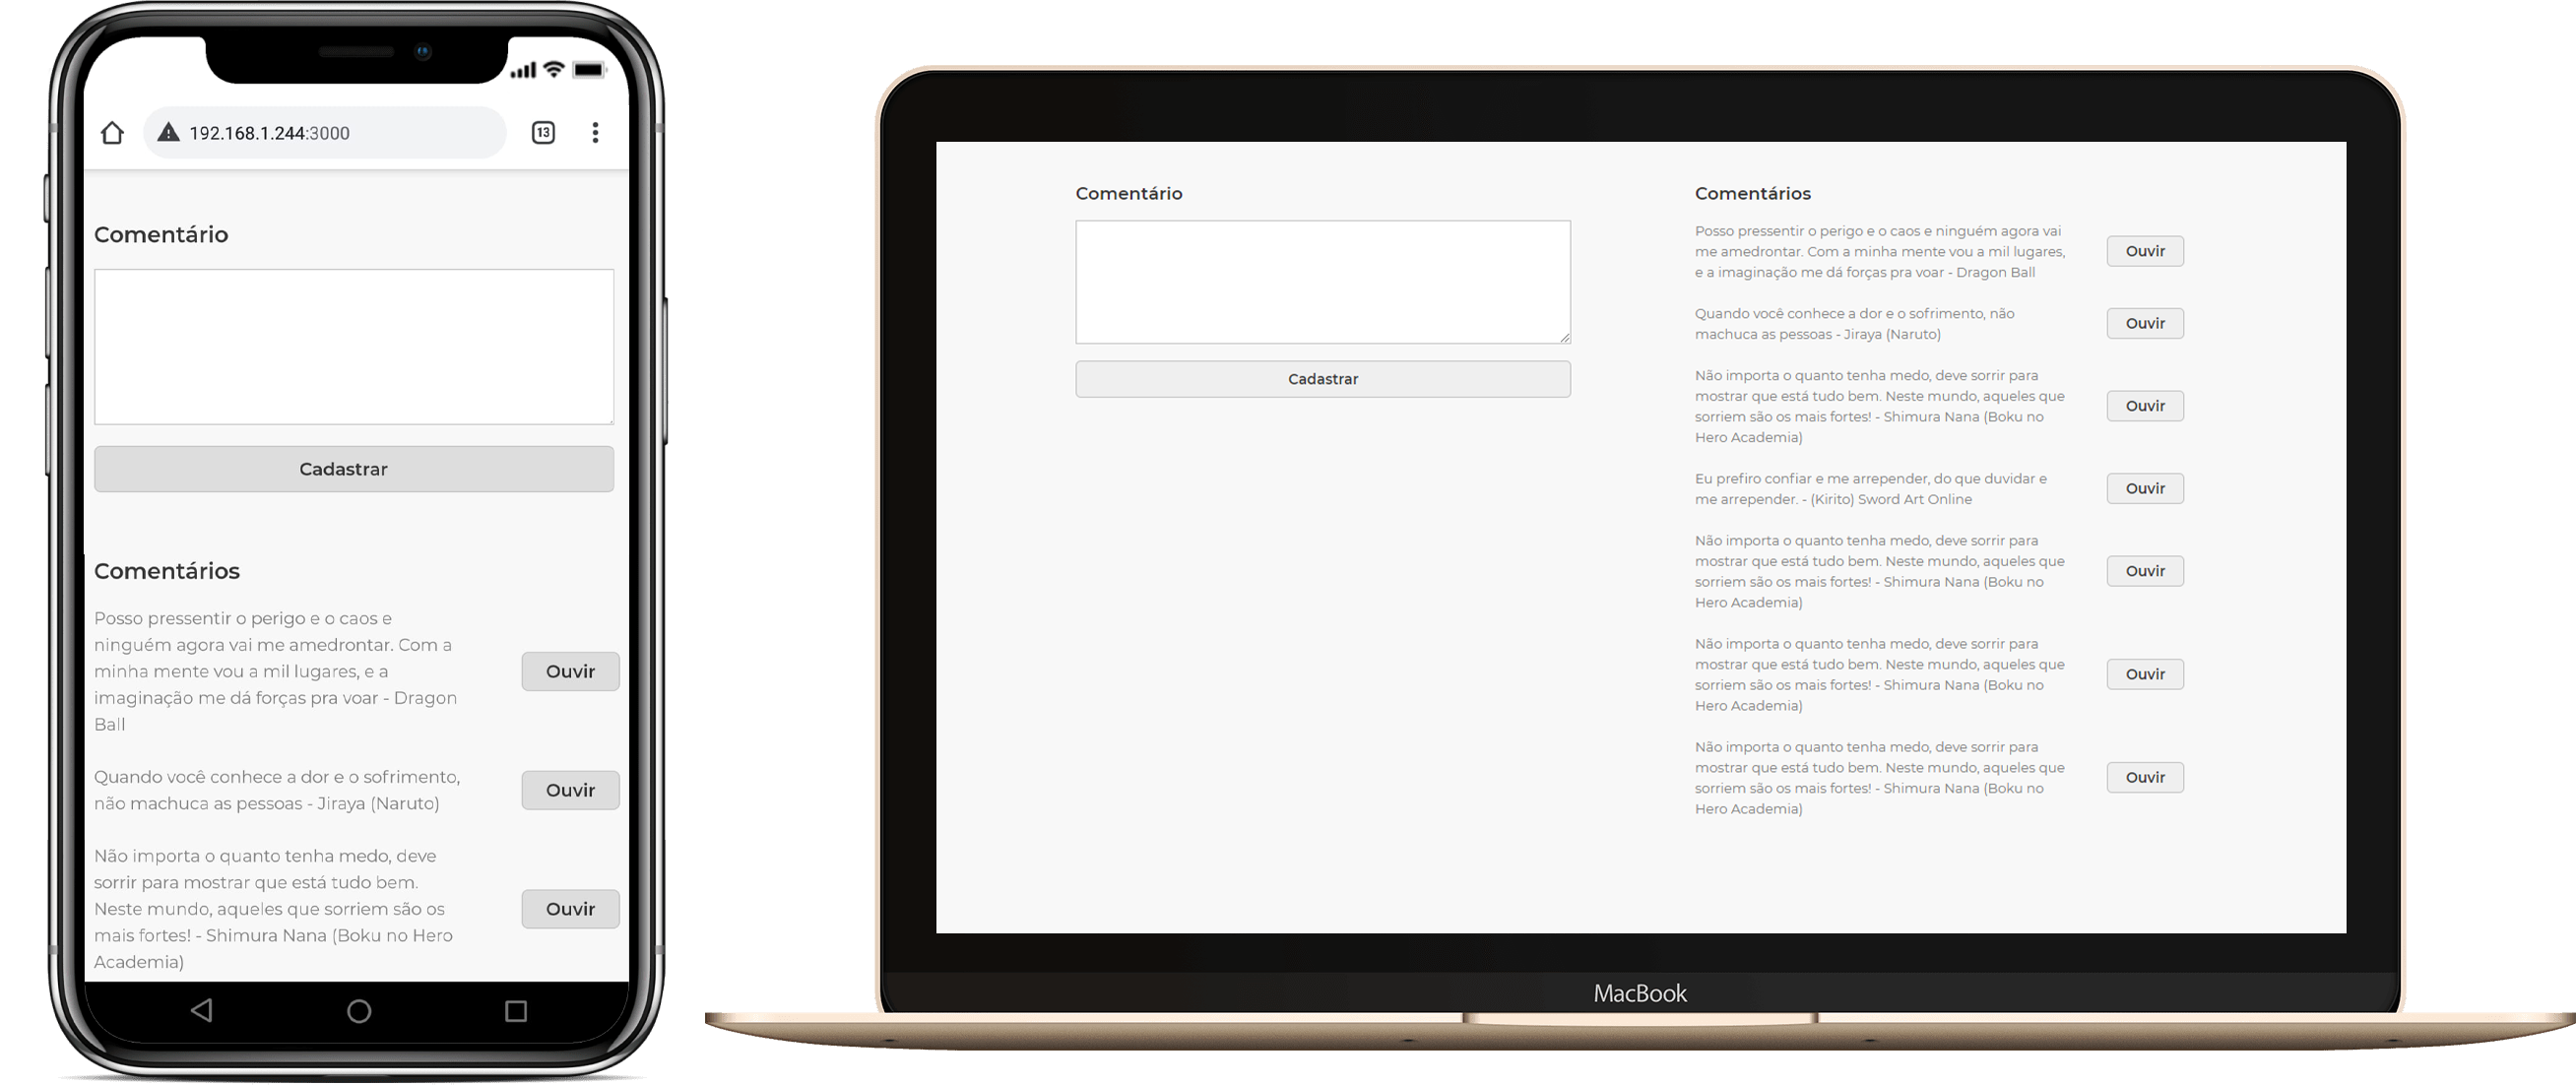 192.168.1.244:3000
13
Comentário
Cadastrar
Comentários
Posso pressentir o perigo e o caos e
ninguém agora vai me amedrontar. Com a
minha mente vou a mil lugares, e a
imaginação me dá forças pra voar - Dragon
Ball
Ouvir
Quando você conhece a dor e o sofrimento,
não machuca as pessoas - Jiraya (Naruto)
Ouvir
Não importa o quanto tenha medo, deve
sorrir para mostrar que está tudo bem.
Neste mundo, aqueles que sorriem são os
mais fortes! - Shimura Nana (Boku no Hero
Academia)
Ouvir
Comentário
Cadastrar
Comentários
Posso pressentir o perigo e o caos e ninguém agora vai
me amedrontar. Com a minha mente vou a mil lugares,
e a imaginação me dá forças pra voar - Dragon Ball
Ouvir
Quando você conhece a dor e o sofrimento, não
machuca as pessoas - Jiraya (Naruto)
Ouvir
Não importa o quanto tenha medo, deve sorrir para
mostrar que está tudo bem. Neste mundo, aqueles que
sorriem são os mais fortes! - Shimura Nana (Boku no
Hero Academia)
Ouvir
Eu prefiro confiar e me arrepender, do que duvidar e
me arrepender. - (Kirito) Sword Art Online
Ouvir
Não importa o quanto tenha medo, deve sorrir para
mostrar que está tudo bem. Neste mundo, aqueles que
sorriem são os mais fortes! - Shimura Nana (Boku no
Hero Academia)
Ouvir
Não importa o quanto tenha medo, deve sorrir para
mostrar que está tudo bem. Neste mundo, aqueles que
sorriem são os mais fortes! - Shimura Nana (Boku no
Hero Academia)
Ouvir
Não importa o quanto tenha medo, deve sorrir para
mostrar que está tudo bem. Neste mundo, aqueles que
sorriem são os mais fortes! - Shimura Nana (Boku no
Hero Academia)
Ouvir
MacBook